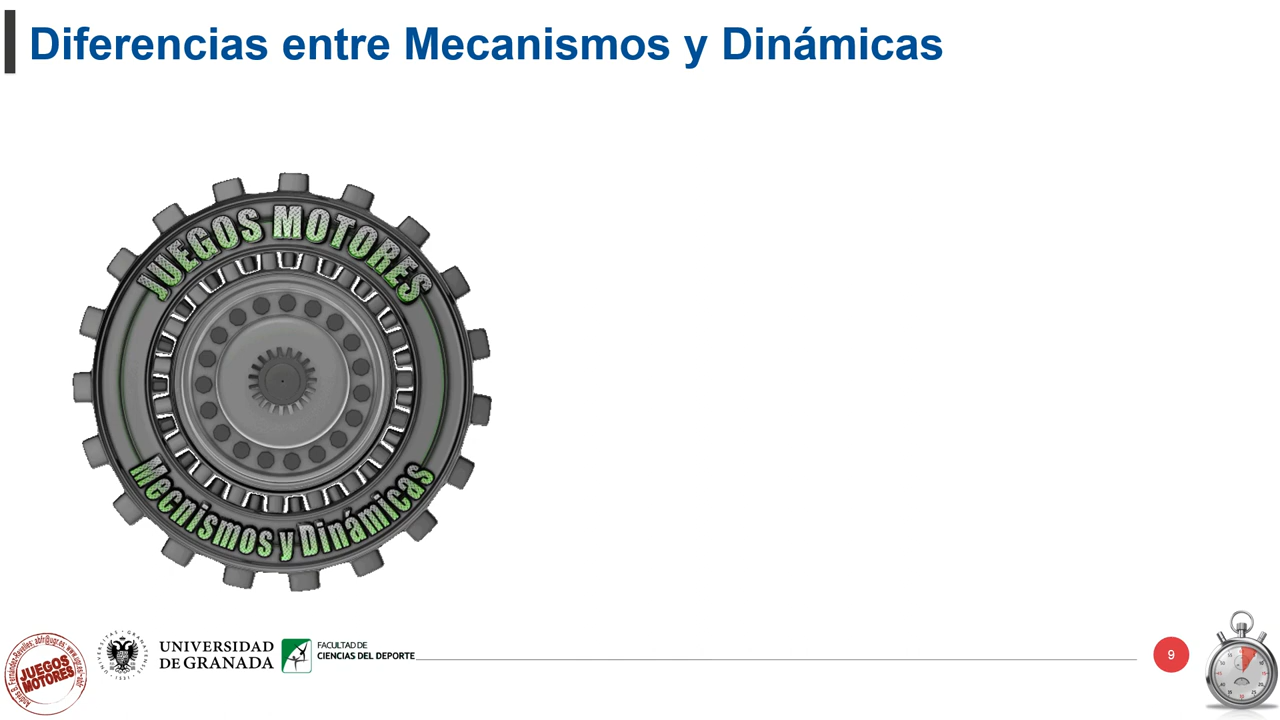 Diferencias entre Mecanismos y Dinámicas
JUEGOS MOTORES
Mecnismos y Dinámicas
JUEGOS
MOTORES
UNIVERSIDAD
DE GRANADA
FACULTAD DE
CIENCIAS DEL DEPORTE
9